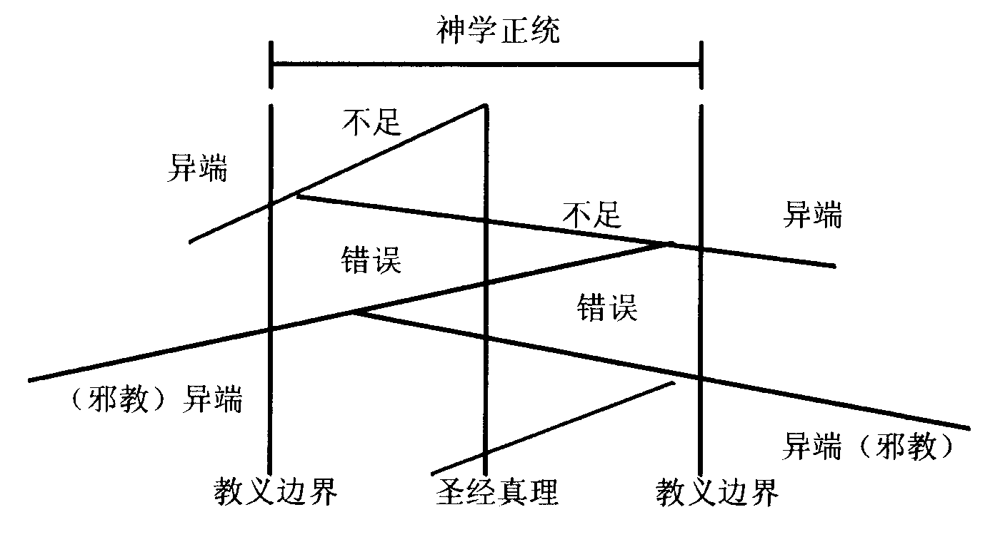 神学正统
不足
异端
不足
异端
错误
错误
（邪教）异端
异端（邪教）
教义边界
圣经真理
教义边界